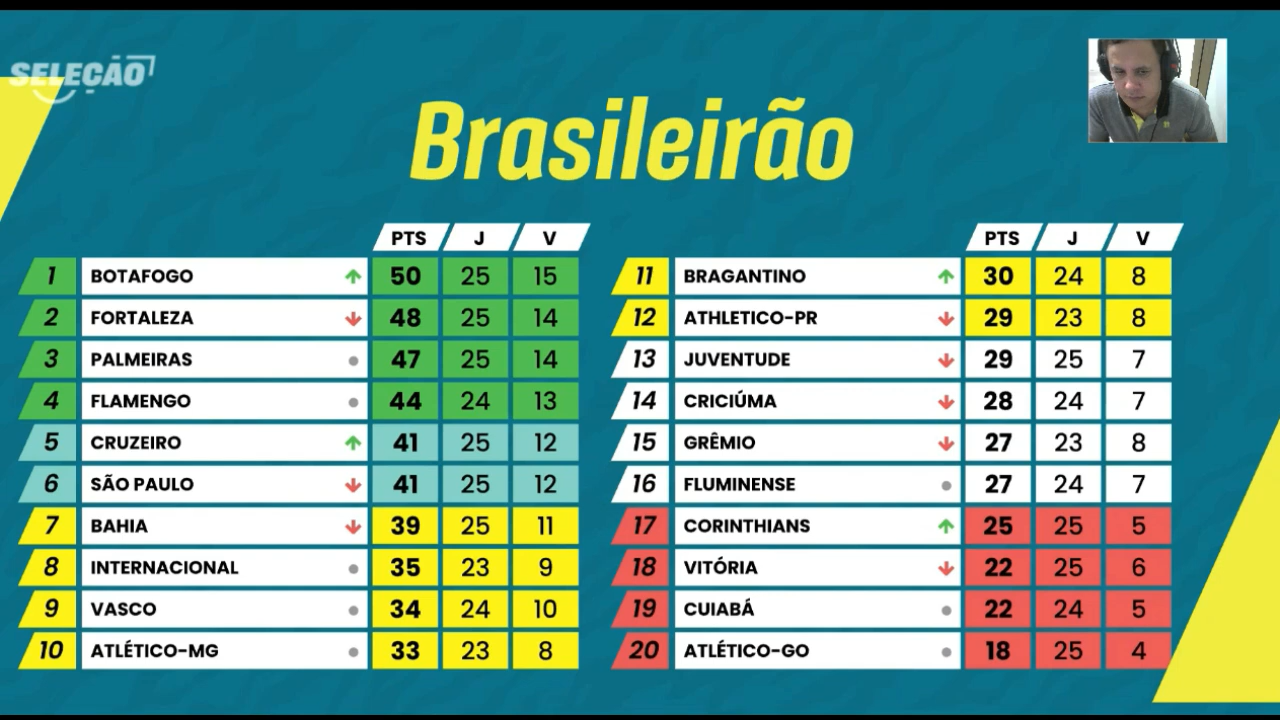 SELEÇÃO
Brasileirão
PTS J V
1 BOTAFOGO 50 25 15
2 FORTALEZA 48 25 14
3 PALMEIRAS 47 25 14
4 FLAMENGO 44 24 13
5 CRUZEIRO 41 25 12
6 SÃO PAULO 41 25 12
7 BAHIA 39 25 11
8 INTERNACIONAL 35 23 9
9 VASCO 34 24 10
10 ATLÉTICO-MG 33 23 8
PTS J V
11 BRAGANTINO 30 24 8
12 ATHLETICO-PR 29 23 8
13 JUVENTUDE 29 25 7
14 CRICIÚMA 28 24 7
15 GRÊMIO 27 23 8
16 FLUMINENSE 27 24 7
17 CORINTHIANS 25 25 5
18 VITÓRIA 22 25 6
19 CUIABÁ 22 24 5
20 ATLÉTICO-GO 18 25 4